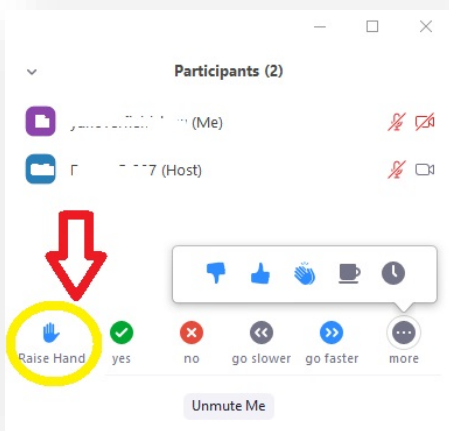 Participants (2)
(Me)
(Host)
Raise Hand yes no go slower go faster more
Unmute Me